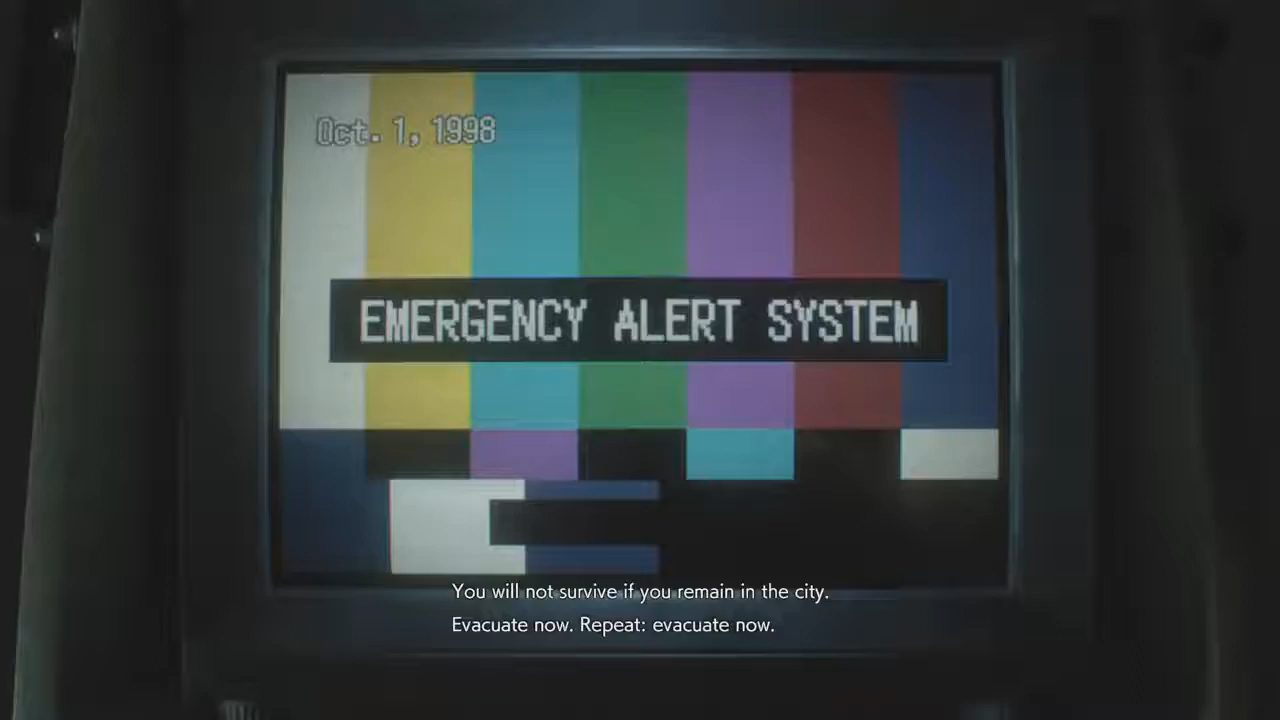 Oct. 1, 1998
EMERGENCY ALERT SYSTEM
You will not survive if you remain in the city.
Evacuate now. Repeat: evacuate now.